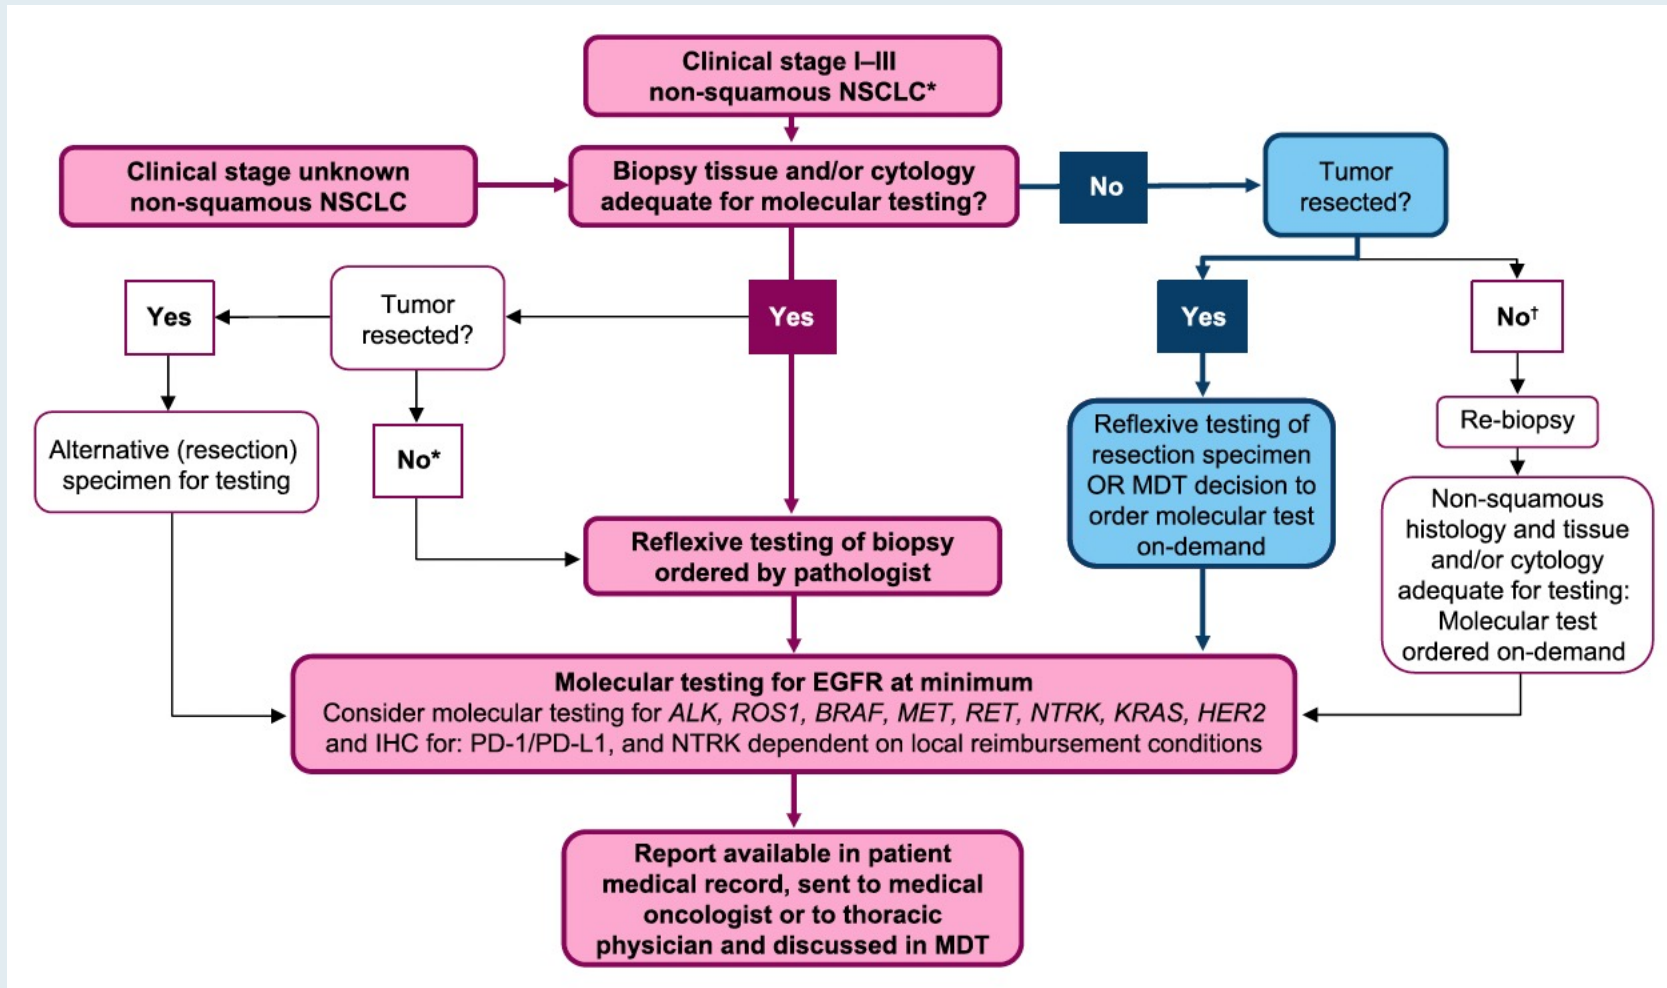 Clinical stage I–III
non-squamous NSCLC*
Clinical stage unknown
non-squamous NSCLC
Biopsy tissue and/or cytology
adequate for molecular testing?
No
Tumor
resected?
Yes
Tumor
resected?
Yes
Yes
No†
Alternative (resection)
specimen for testing
No*
Reflexive testing of
resection specimen
OR MDT decision to
order molecular test
on-demand
Re-biopsy
Non-squamous
histology and tissue
and/or cytology
adequate for testing:
Molecular test
ordered on-demand
Reflexive testing of biopsy
ordered by pathologist
Molecular testing for EGFR at minimum
Consider molecular testing for ALK, ROS1, BRAF, MET, RET, NTRK, KRAS, HER2
and IHC for: PD-1/PD-L1, and NTRK dependent on local reimbursement conditions
Report available in patient
medical record, sent to medical
oncologist or to thoracic
physician and discussed in MDT